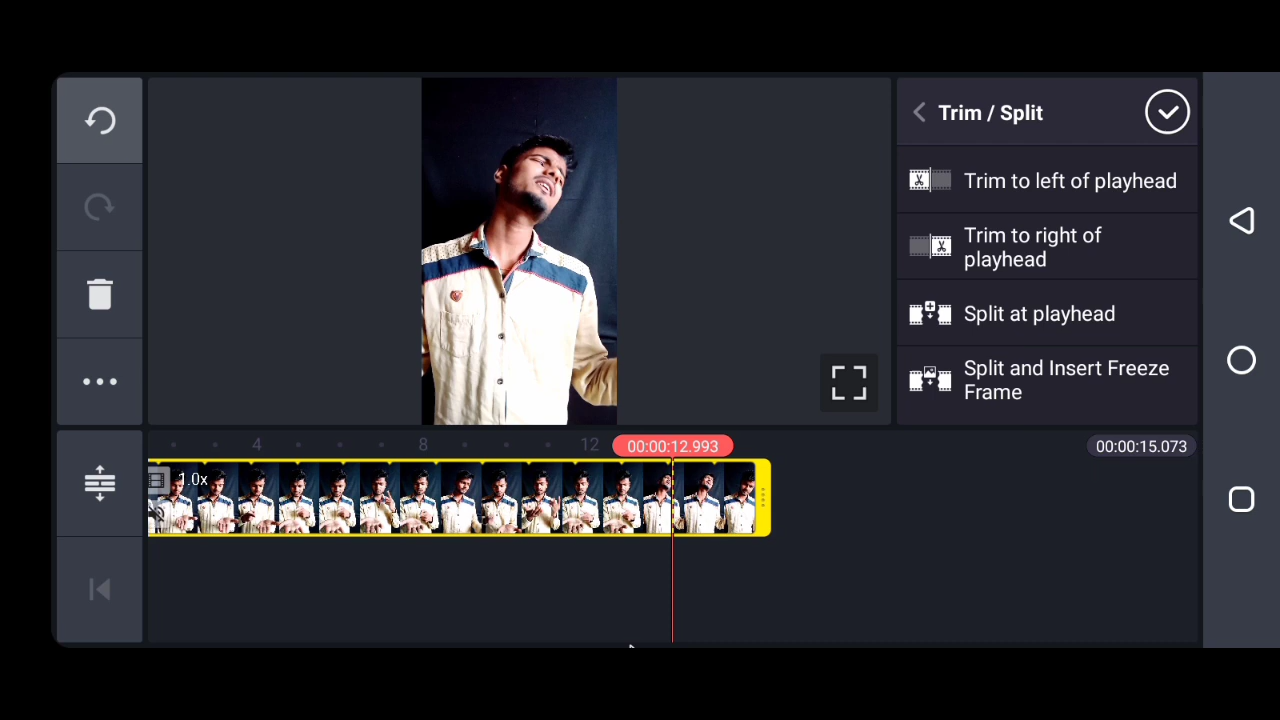 Trim / Split
Trim to left of playhead
Trim to right of
playhead
Split at playhead
Split and Insert Freeze
Frame
4
8
12
00:00:12.993
00:00:15.073
1.0x